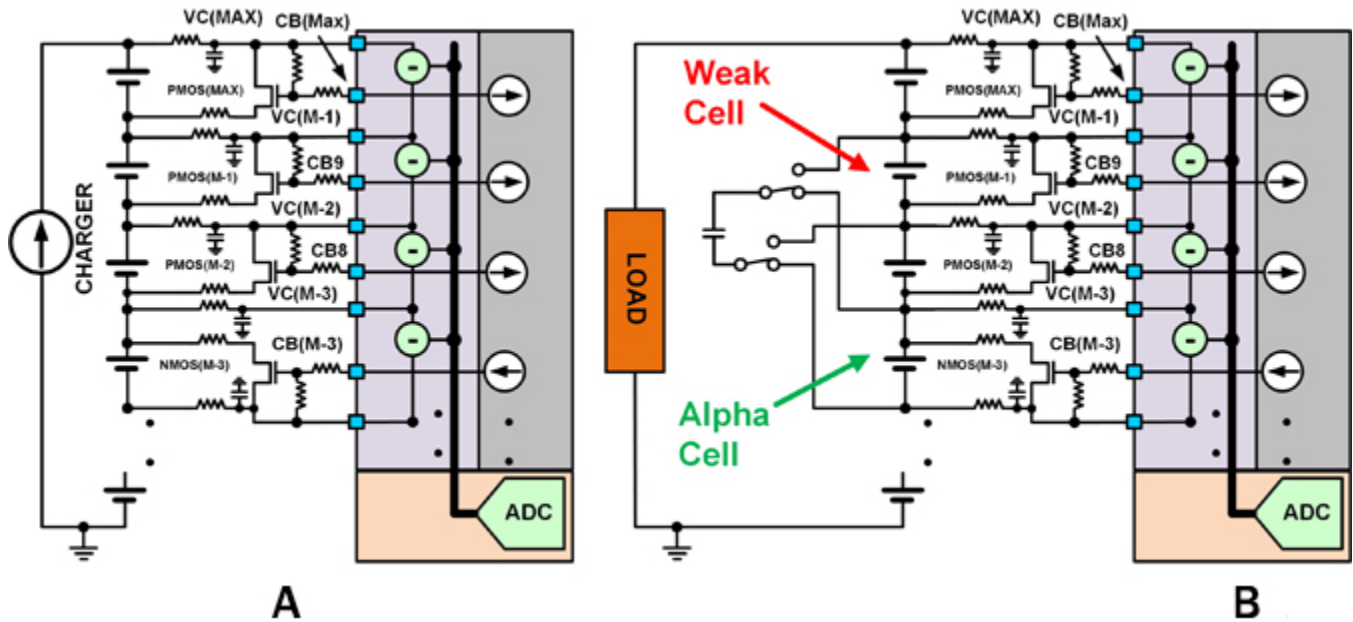 VC(MAX)
CB(Max)
PMOS(MAX)
VC(M-1)
CB9
PMOS(M-1)
VC(M-2)
CB8
PMOS(M-2)
VC(M-3)
CB(M-3)
NMOS(M-3)
CHARGER
ADC
A
VC(MAX)
CB(Max)
Weak
Cell
PMOS(MAX)
VC(M-1)
CB9
PMOS(M-1)
VC(M-2)
CB8
PMOS(M-2)
VC(M-3)
CB(M-3)
NMOS(M-3)
LOAD
Alpha
Cell
ADC
B